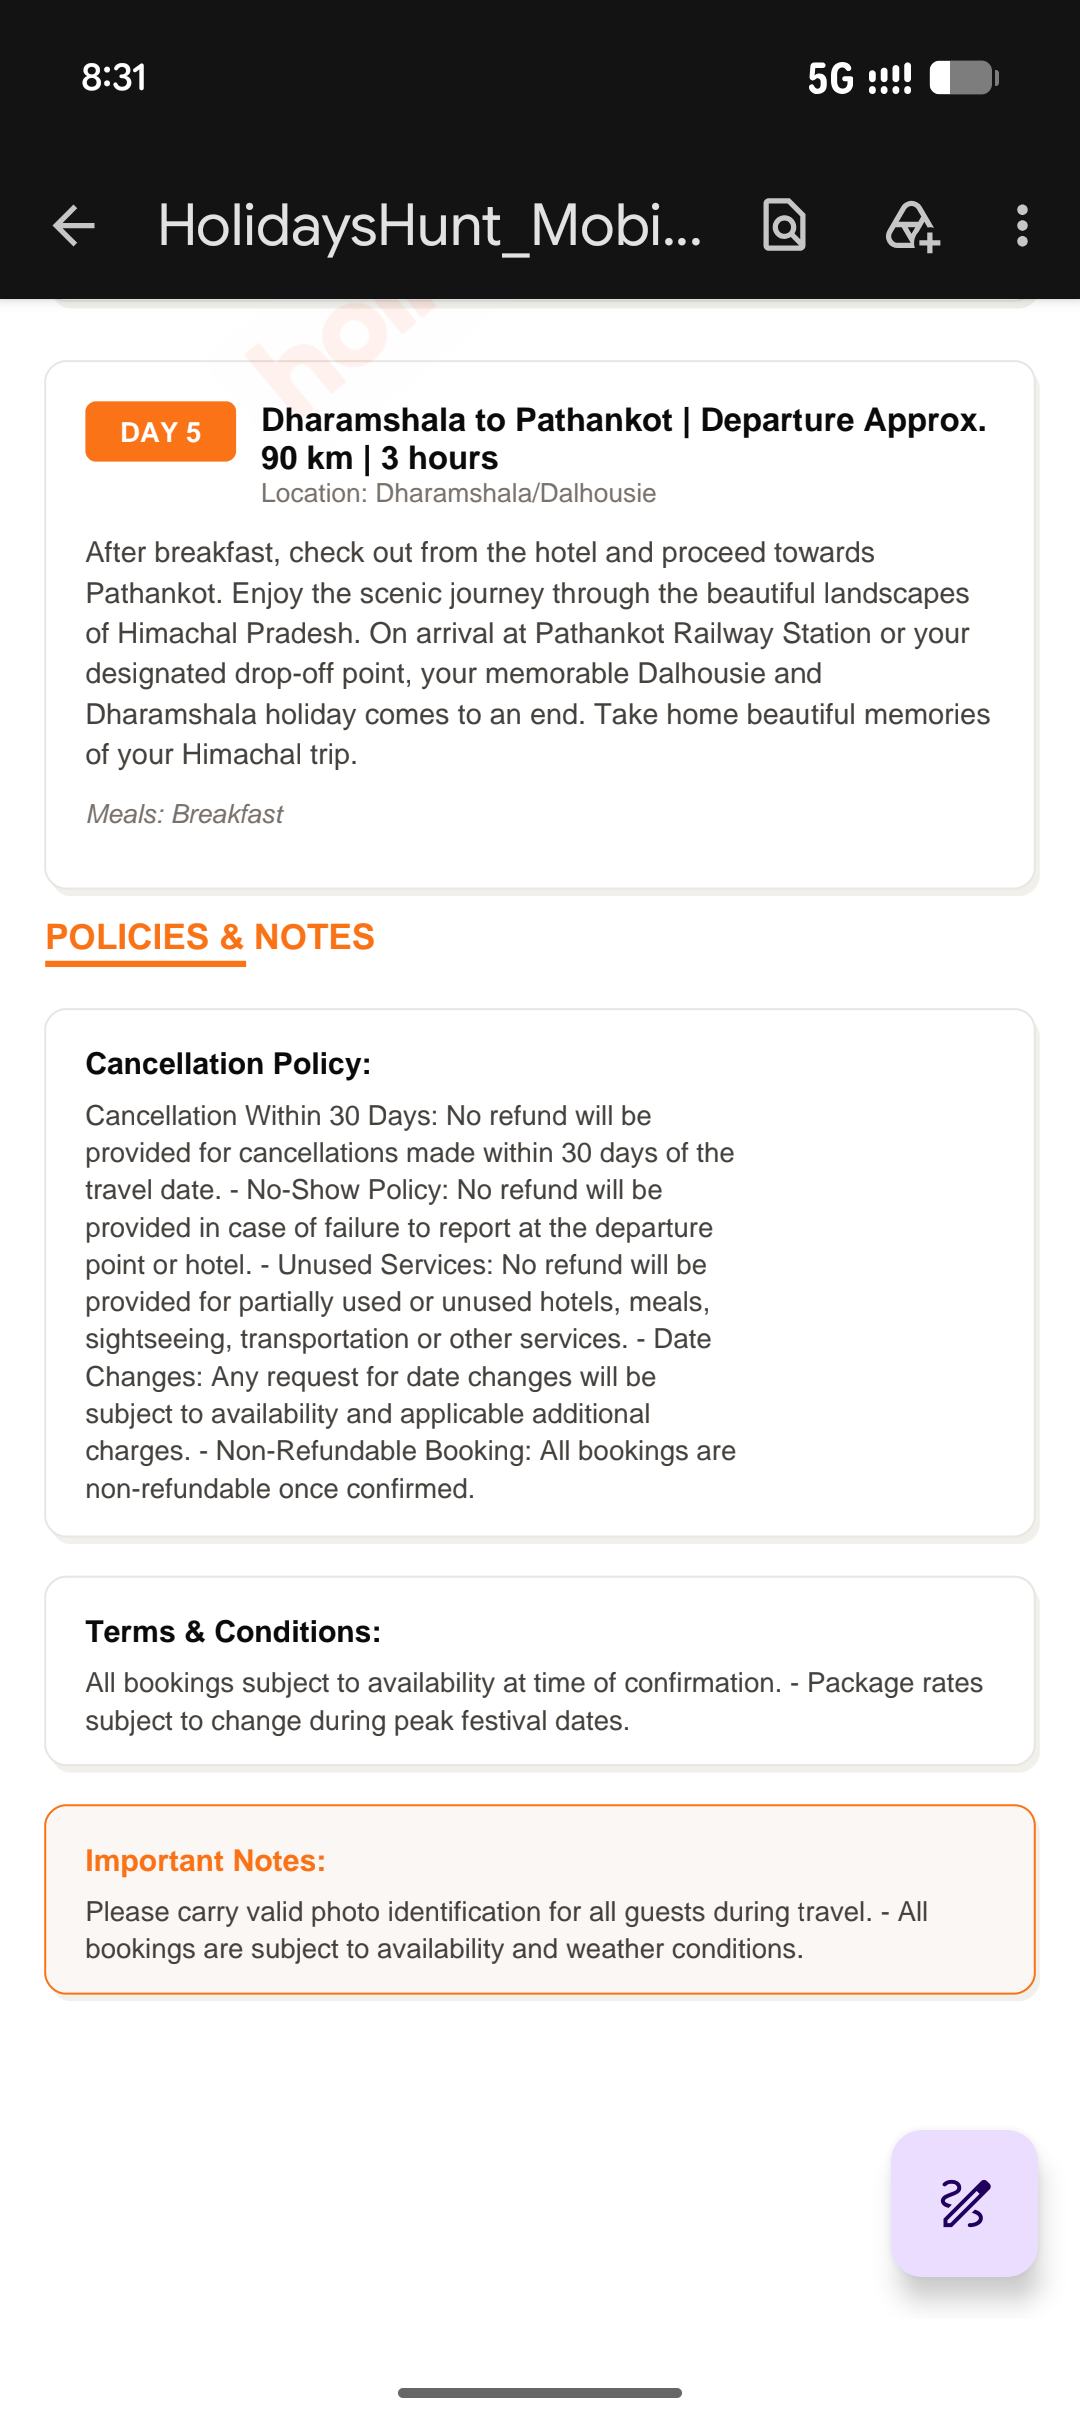 8:31
5G
HolidaysHunt_Mobi...
DAY 5
Dharamshala to Pathankot | Departure Approx.
90 km | 3 hours
Location: Dharamshala/Dalhousie
After breakfast, check out from the hotel and proceed towards
Pathankot. Enjoy the scenic journey through the beautiful landscapes
of Himachal Pradesh. On arrival at Pathankot Railway Station or your
designated drop-off point, your memorable Dalhousie and
Dharamshala holiday comes to an end. Take home beautiful memories
of your Himachal trip.
Meals: Breakfast
POLICIES & NOTES
Cancellation Policy:
Cancellation Within 30 Days: No refund will be
provided for cancellations made within 30 days of the
travel date. - No-Show Policy: No refund will be
provided in case of failure to report at the departure
point or hotel. - Unused Services: No refund will be
provided for partially used or unused hotels, meals,
sightseeing, transportation or other services. - Date
Changes: Any request for date changes will be
subject to availability and applicable additional
charges. - Non-Refundable Booking: All bookings are
non-refundable once confirmed.
Terms & Conditions:
All bookings subject to availability at time of confirmation. - Package rates
subject to change during peak festival dates.
Important Notes:
Please carry valid photo identification for all guests during travel. - All
bookings are subject to availability and weather conditions.